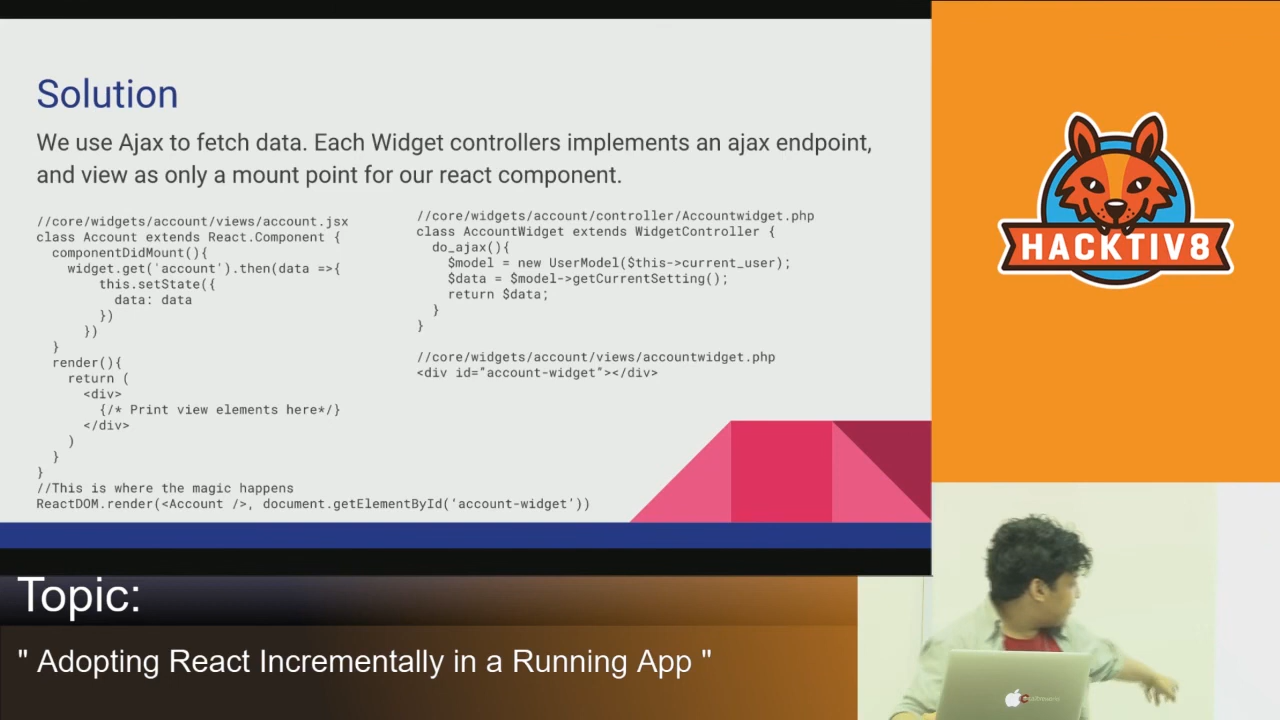 Solution
We use Ajax to fetch data. Each Widget controllers implements an ajax endpoint,
and view as only a mount point for our react component.
//core/widgets/account/views/account.jsx
class Account extends React.Component {
  componentDidMount(){
    widget.get('account').then(data =>{
        this.setState({
          data: data
        })
      })
  }
  render(){
    return (
      <div>
        {/* Print view elements here*/}
      </div>
    )
  }
}
//This is where the magic happens
ReactDOM.render(<Account />, document.getElementById(‘account-widget’))
//core/widgets/account/controller/Accountwidget.php
class AccountWidget extends WidgetController {
  do_ajax(){
    $model = new UserModel($this->current_user);
    $data = $model->getCurrentSetting();
    return $data;
  }
}
//core/widgets/account/views/accountwidget.php
<div id=“account-widget“></div>
HACKTIV8
Topic:
" Adopting React Incrementally in a Running App "